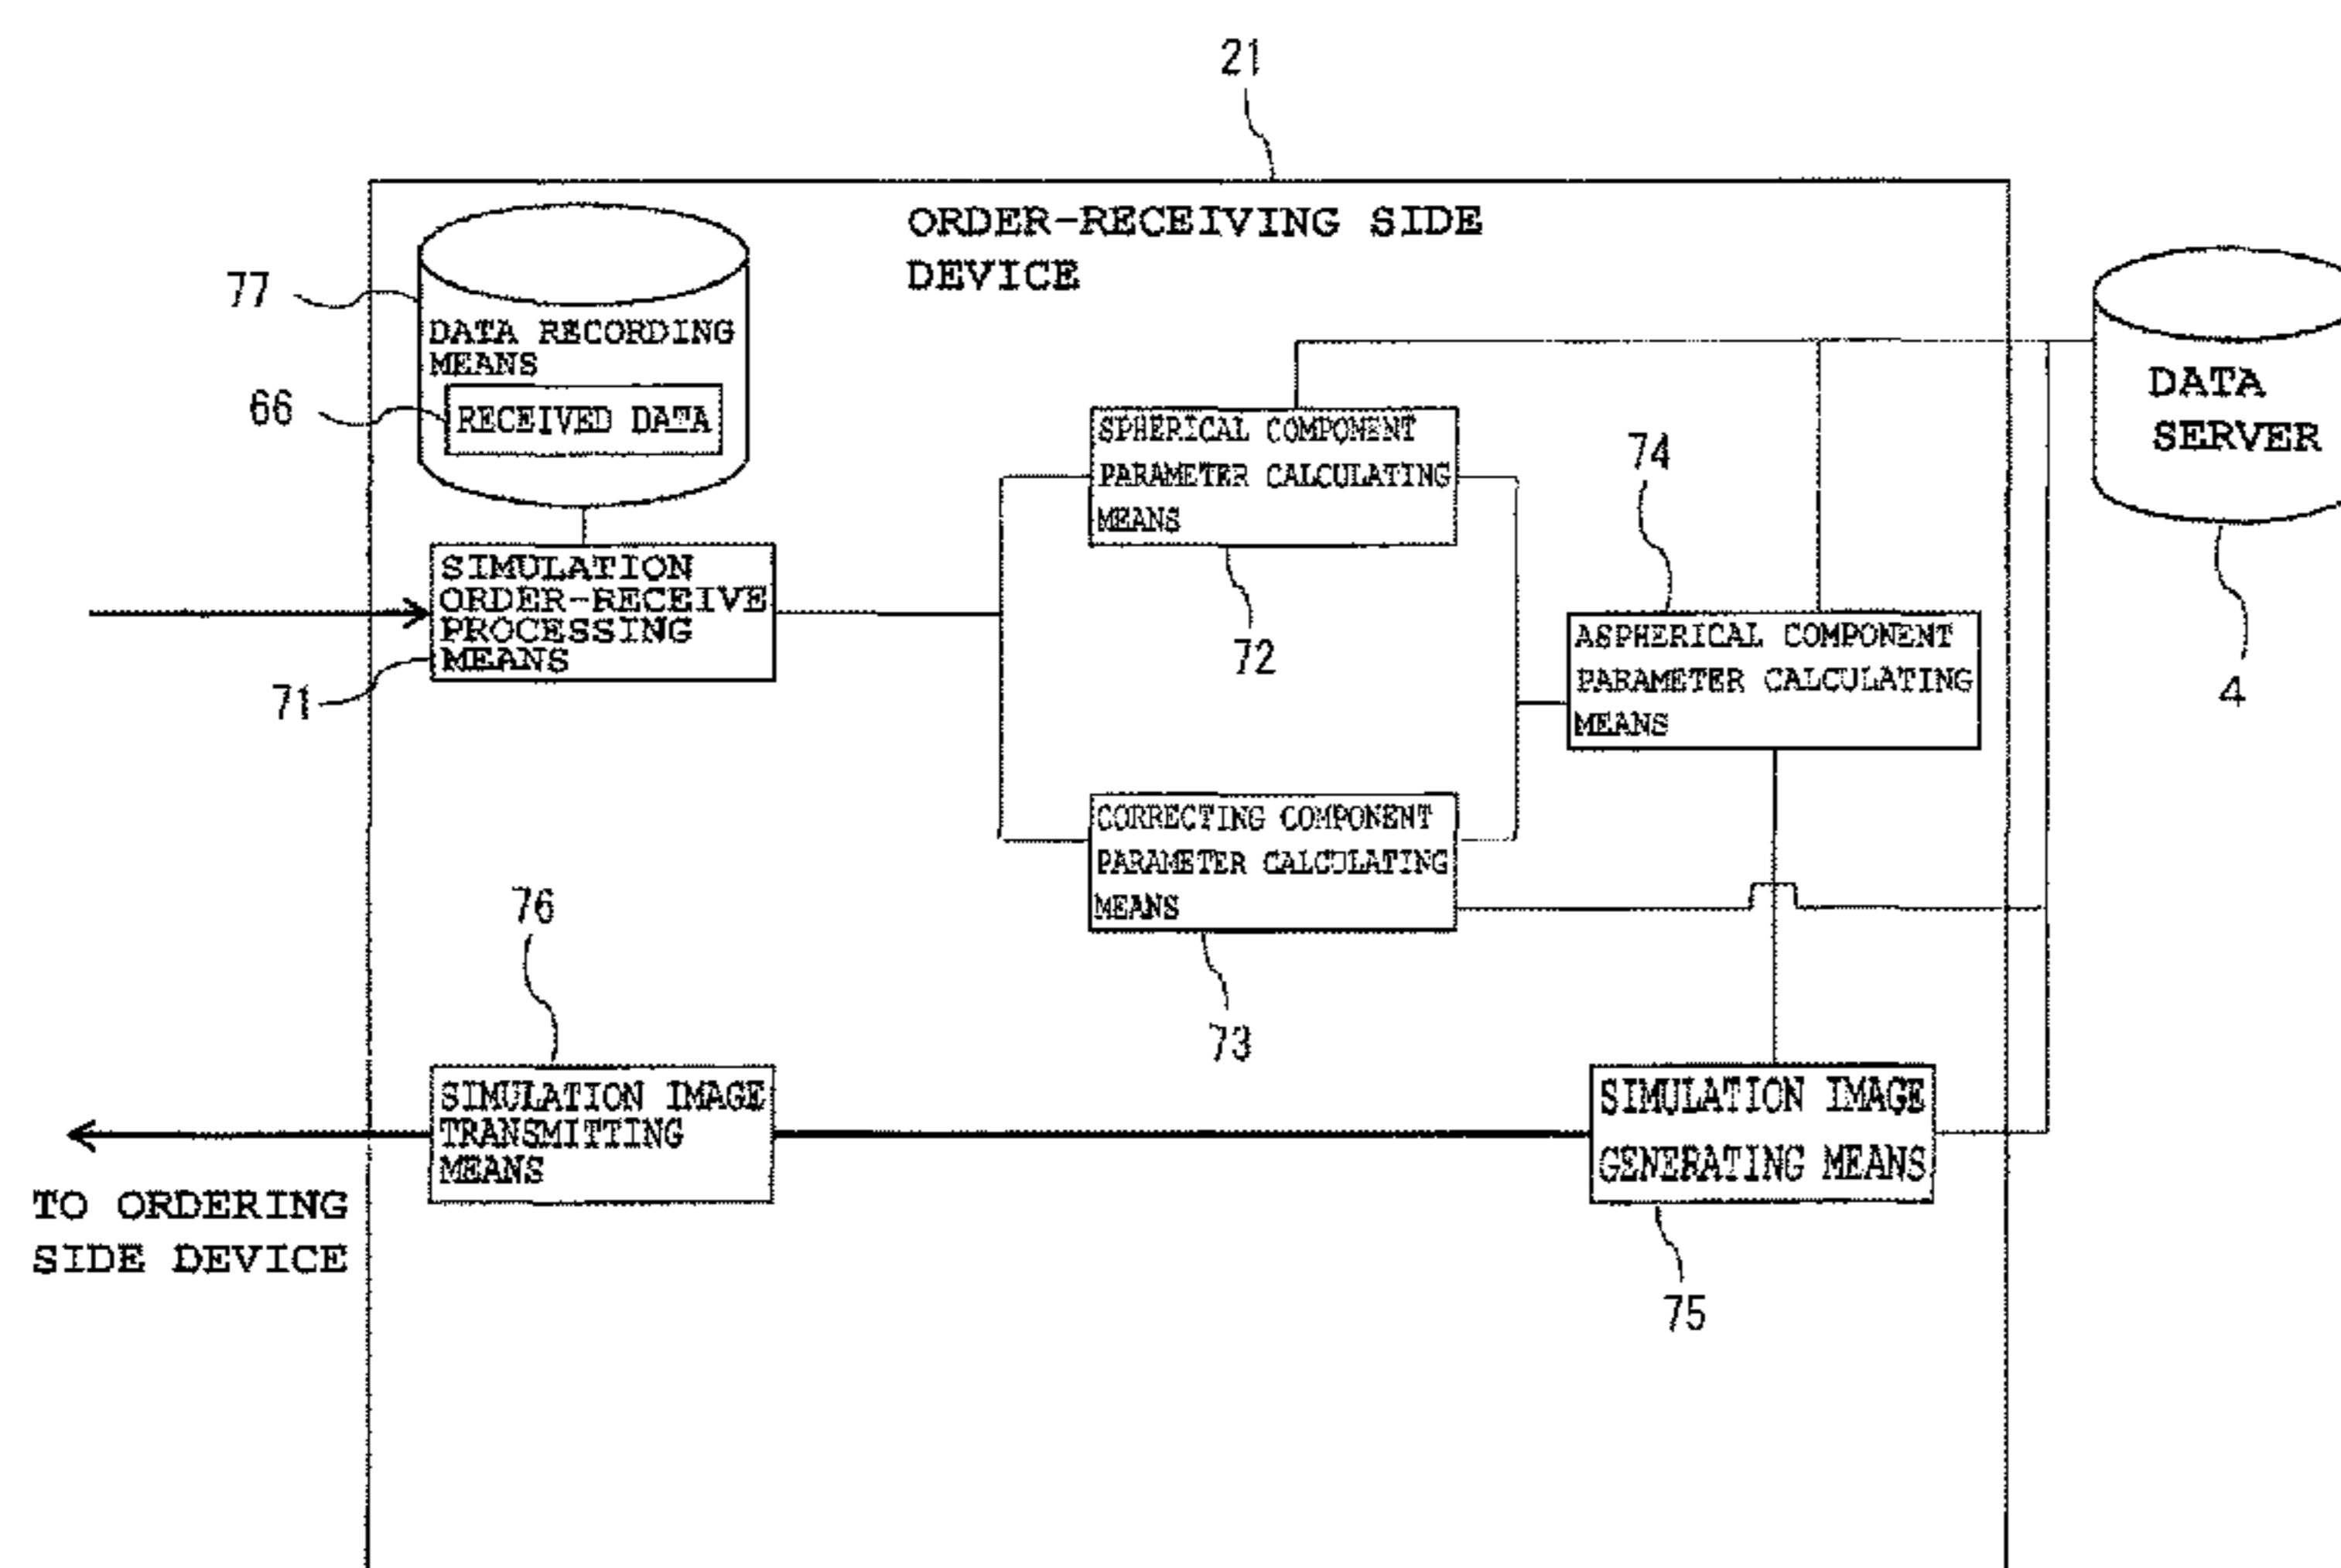 21
ORDER-RECEIVING SIDE
DEVICE
77
DATA RECORDING
MEANS
66
RECEIVED DATA
SPHERICAL COMPONENT
PARAMETER CALCULATING
MEANS
72
74
DATA
SERVER
4
SIMULATION
ORDER-RECEIVE
PROCESSING
MEANS
71
ASPHERICAL COMPONENT
PARAMETER CALCULATING
MEANS
CORRECTING COMPONENT
PARAMETER CALCULATING
MEANS
73
76
SIMULATION IMAGE
TRANSMITTING
MEANS
SIMULATION IMAGE
GENERATING MEANS
75
TO ORDERING
SIDE DEVICE